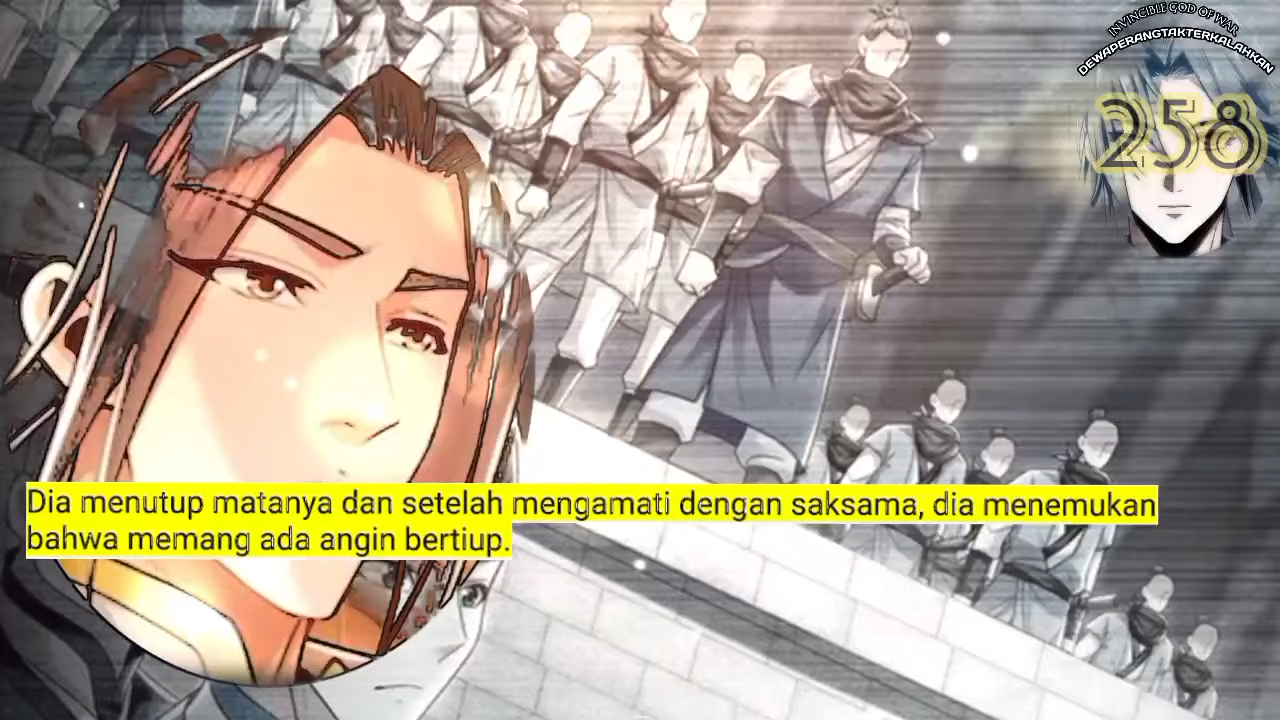 INVINCIBLE GOD OF WAR
DEWAPERANGTAKTERKALAHKAN
258
Dia menutup matanya dan setelah mengamati dengan saksama, dia menemukan
bahwa memang ada angin bertiup.